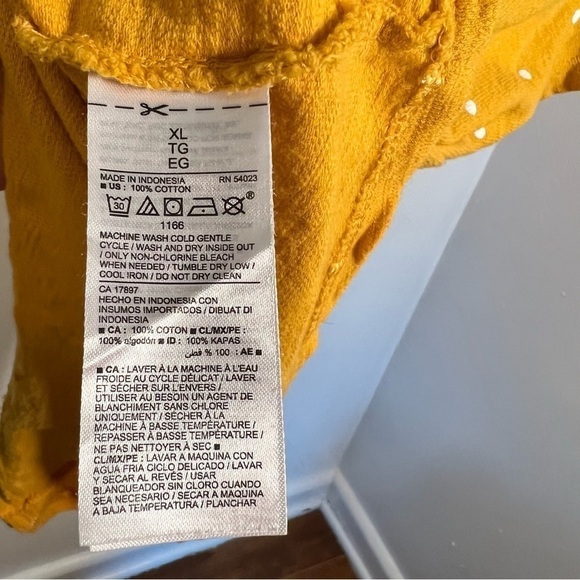 XL
TG
EG
MADE IN INDONESIA RN 54023
■ US : 100% COTTON
30
1166
MACHINE WASH COLD GENTLE
CYCLE / WASH AND DRY INSIDE OUT
/ ONLY NON-CHLORINE BLEACH
WHEN NEEDED / TUMBLE DRY LOW /
COOL IRON / DO NOT DRY CLEAN
CA 17897
HECHO EN INDONESIA CON
INSUMOS IMPORTADOS / DIBUAT DI
INDONESIA
■ CA : 100% COTON ■ CL/MX/PE :
100% algodón ■ ID : 100% KAPAS
■ AE : 100 % قطن
■ CA : LAVER À LA MACHINE À L'EAU
FROIDE AU CYCLE DÉLICAT / LAVER
ET SÉCHER SUR L'ENVERS /
UTILISER AU BESOIN UN AGENT DE
BLANCHIMENT SANS CHLORE
UNIQUEMENT / SÉCHER À LA
MACHINE À BASSE TEMPÉRATURE /
REPASSER À BASSE TEMPÉRATURE /
NE PAS NETTOYER À SEC ■
CL/MX/PE : LAVAR A MAQUINA CON
AGUA FRIA CICLO DELICADO / LAVAR
Y SECAR AL REVÉS / USAR
BLANQUEADOR SIN CLORO CUANDO
SEA NECESARIO / SECAR A MAQUINA
A BAJA TEMPERATURA / PLANCHAR